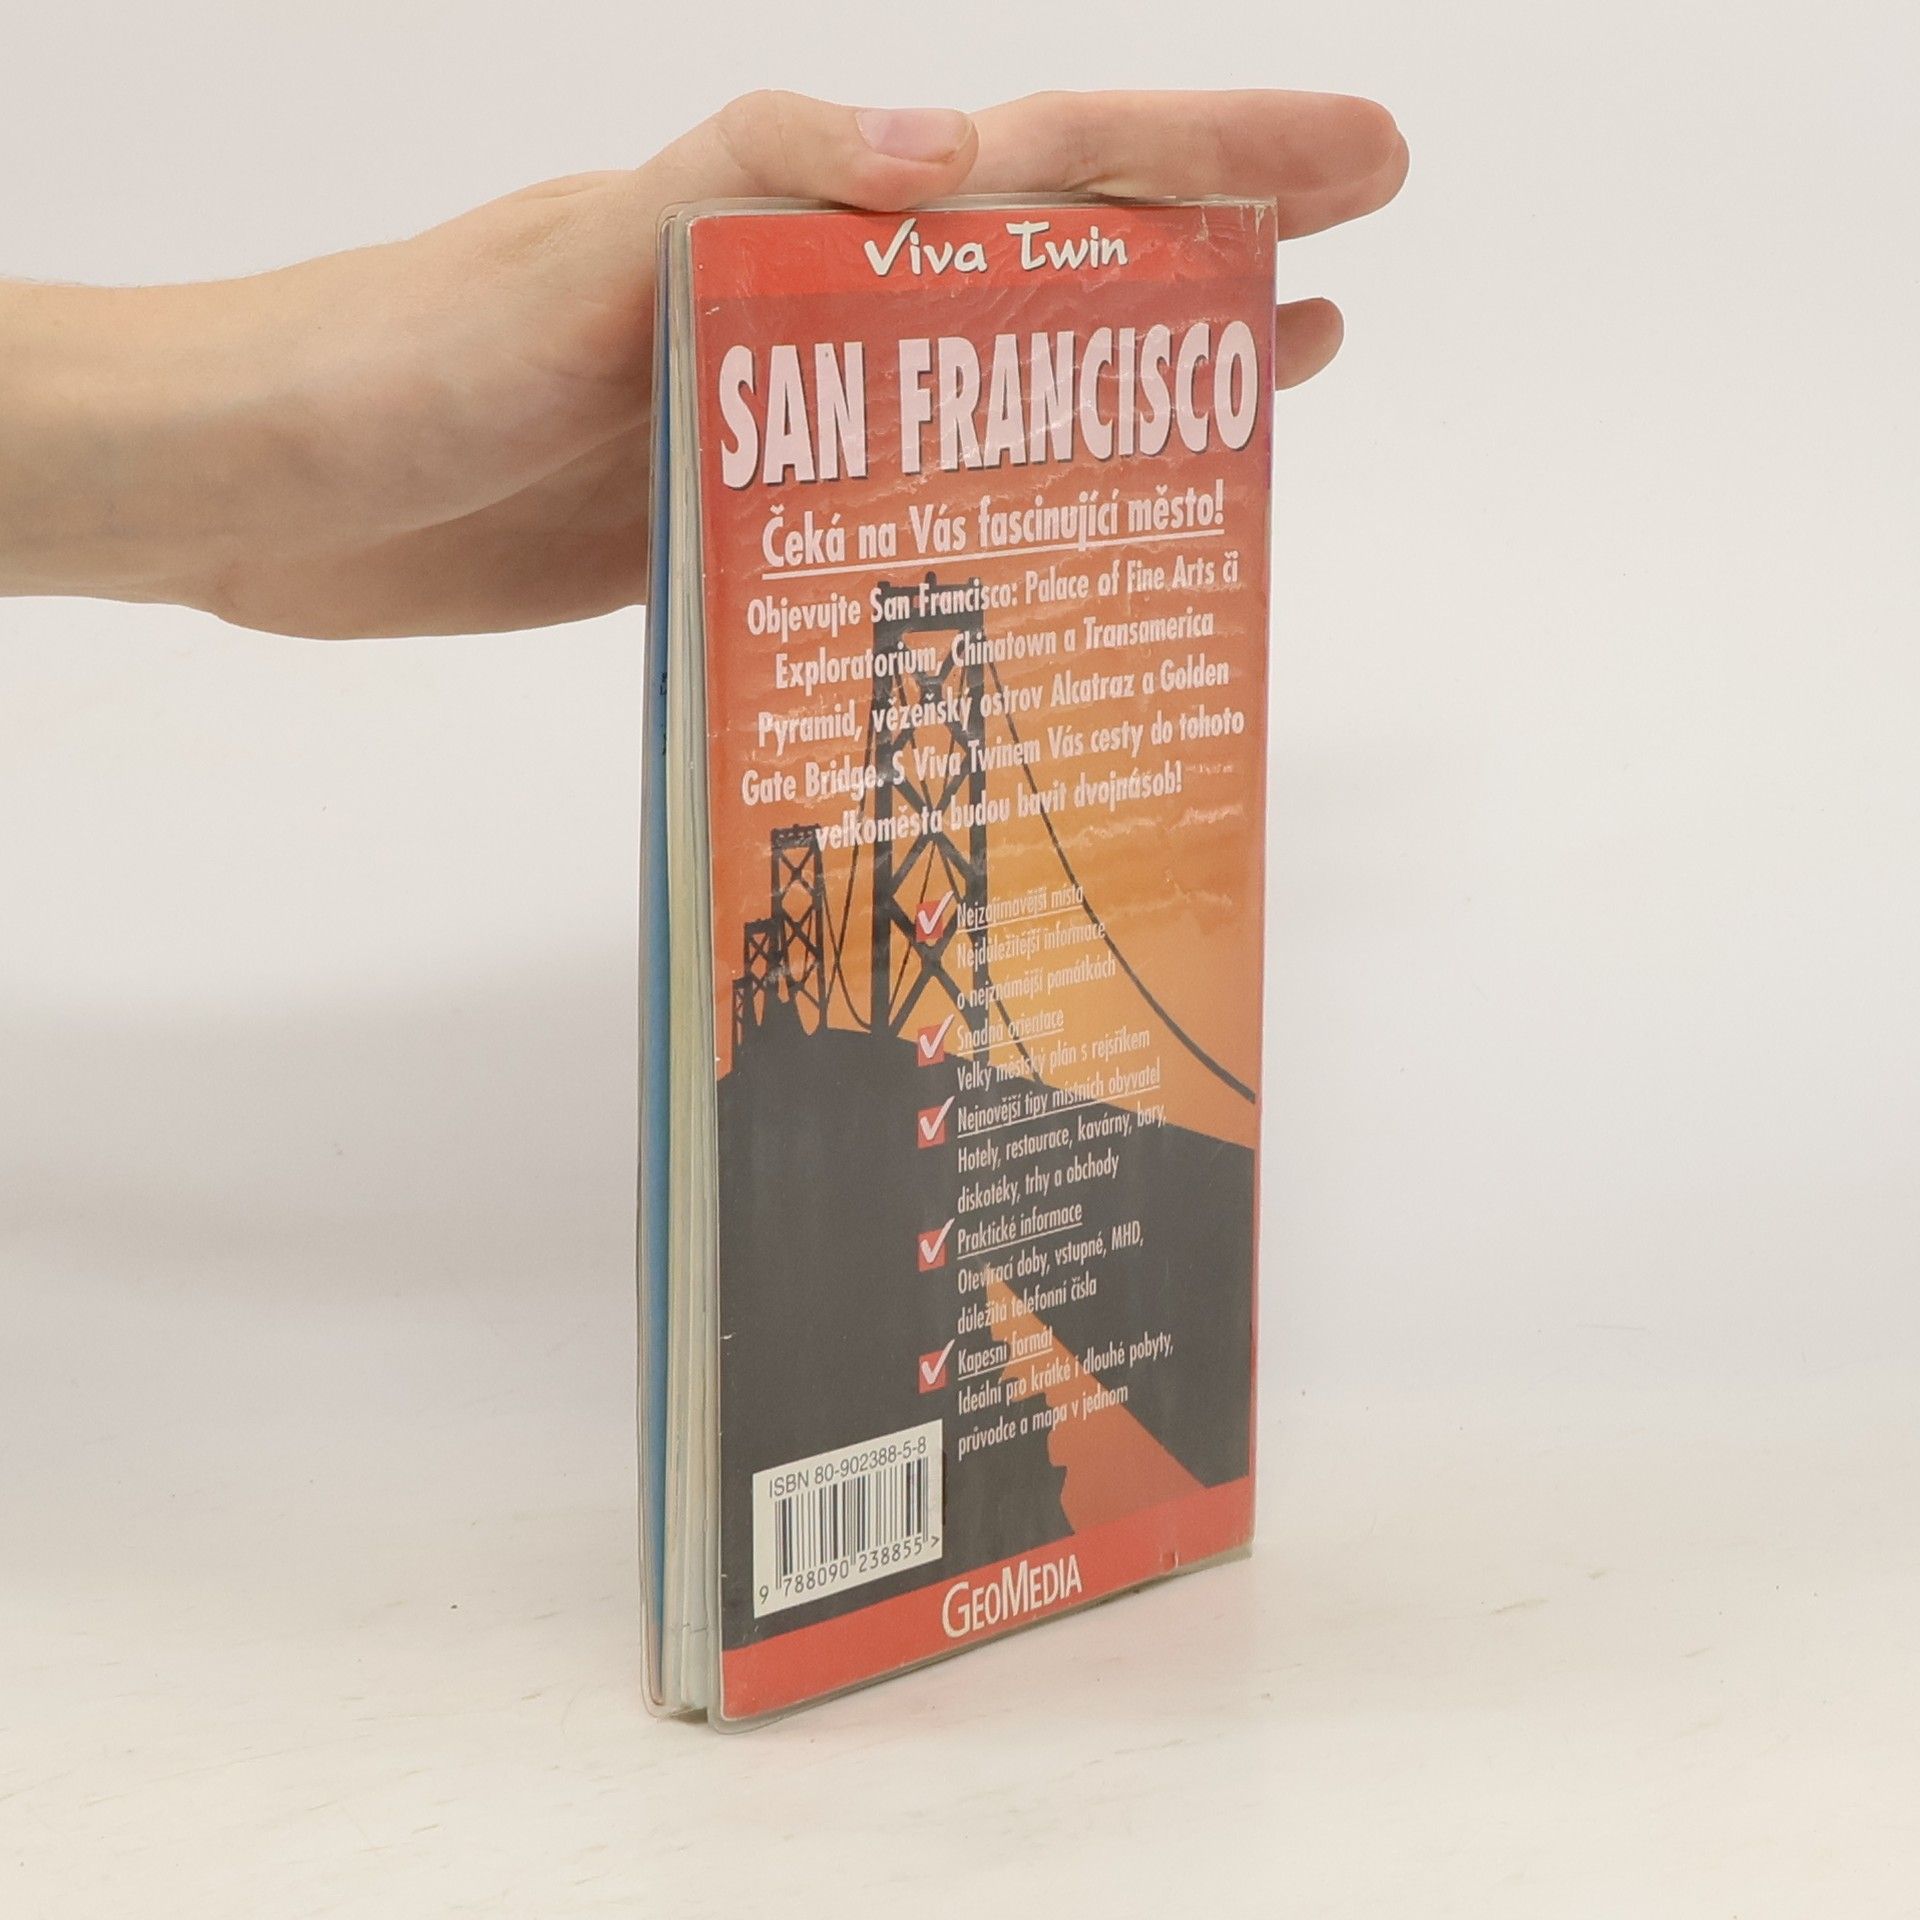 Viva Twin
SAN FRANCISCO
Čeká na Vás fascinující město!
Objevujte San Francisco: Palace of Fine Arts či
Exploratorium, Chinatown a Transamerica
Pyramid, vězeňský ostrov Alcatraz a Golden
Gate Bridge. S Viva Twinem Vás cesty do tohoto
velkoměsta budou bavit dvojnásob!
Nejzajímavější místa
Nejdůležitější informace
o nejznámější památkách
Snadná orientace
Velký městský plán s rejsříkem
Nejnovější tipy místních obyvatel
Hotely, restaurace, kavárny, bary,
diskotéky, trhy a obchody
Praktické informace
Otevírací doby, vstupné, MHD,
důležitá telefonní čísla
Kapesní formát
Ideální pro krátké i dlouhé pobyty,
průvodce a mapa v jednom
ISBN 80-902388-5-8
9 788090 238855 >
GEOMEDIA